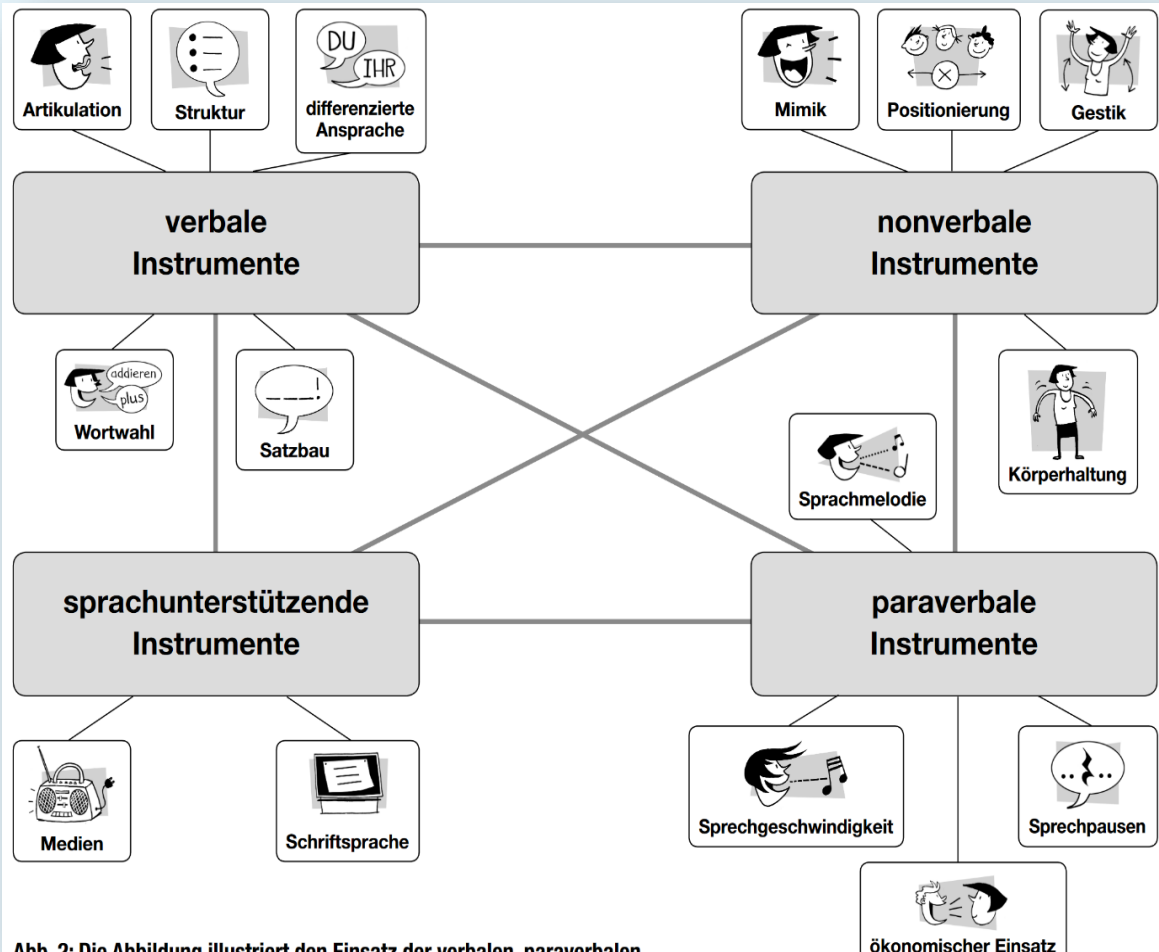 DU
IHR
Artikulation
Struktur
differenzierte
Ansprache
Mimik
Positionierung
Gestik
verbale
Instrumente
nonverbale
Instrumente
addieren
plus
Wortwahl
Satzbau
!
Sprachmelodie
Körperhaltung
sprachunterstützende
Instrumente
paraverbale
Instrumente
Medien
Schriftsprache
Sprechgeschwindigkeit
Sprechpausen
ökonomischer Einsatz
Abb. 2: Die Abbildung illustriert den Einsatz der verbalen, paraverbalen,